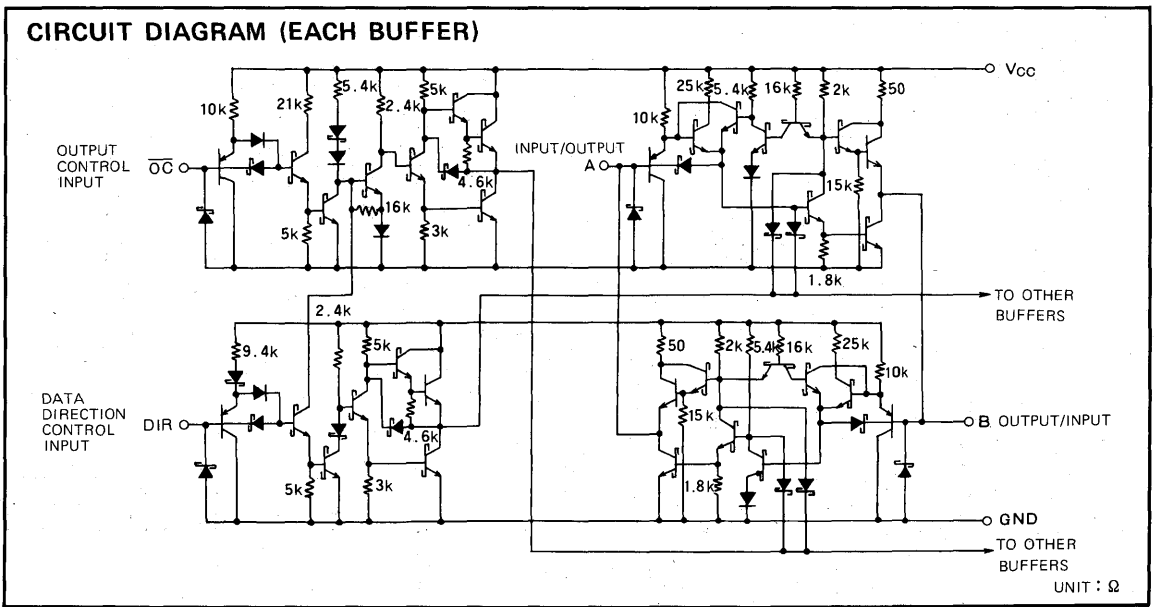 CIRCUIT DIAGRAM (EACH BUFFER)
Vcc
10k
21k
5.4k
2.4k
5k
4.6k
16k
5k
3k
OUTPUT
CONTROL
INPUT
OC
INPUT/OUTPUT
A
10k
25k
5.4k
16k
2k
50
15k
1.8k
TO OTHER
BUFFERS
2.4k
9.4k
5k
4.6k
5k
3k
DATA
DIRECTION
CONTROL
INPUT
DIR
50
2k
5.4k
16k
25k
10k
15k
1.8k
B OUTPUT/INPUT
GND
TO OTHER
BUFFERS
UNIT : Ω